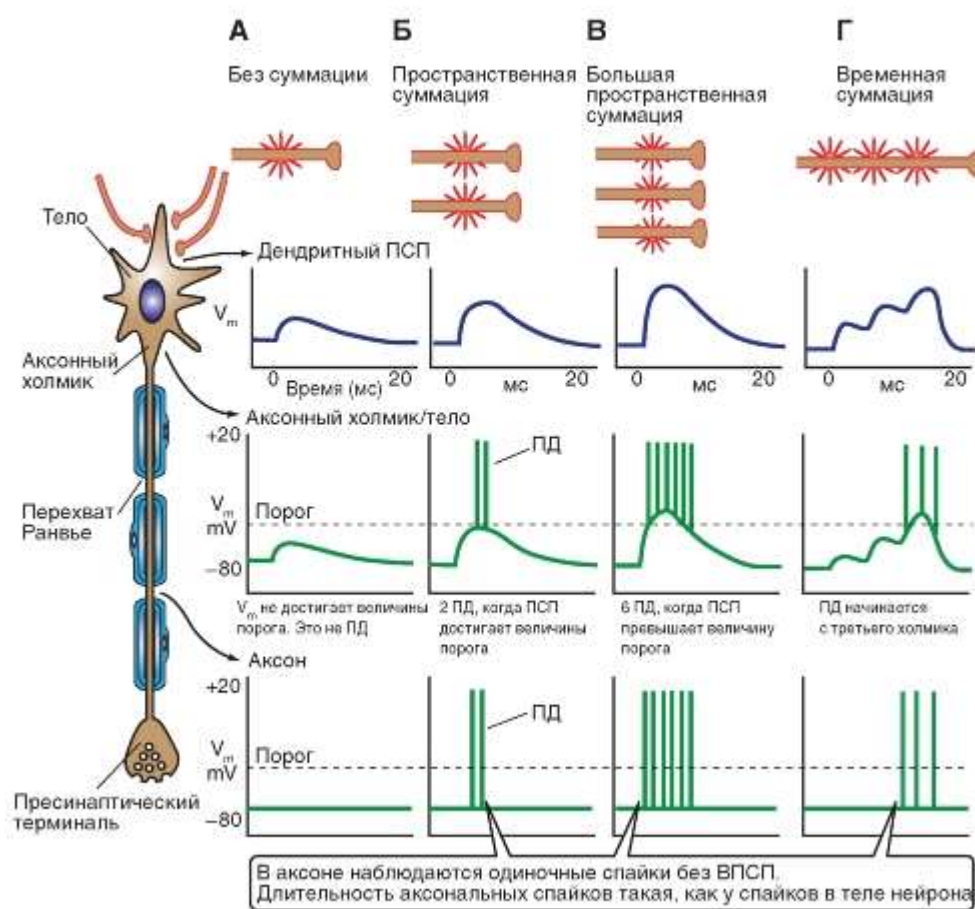 А
Б
В
Г
Без суммации
Пространственная
суммация
Большая
пространственная
суммация
Временная
суммация
Тело
Дендритный ПСП
Vm
Аксонный
холмик
0
20
Время (мс)
0
мс
20
0
мс
20
0
мс
20
Аксонный холмик/тело
+20
Vm
mV
−80
Порог
ПД
Перехват
Ранвье
Vm не достигает величины
порога. Это не ПД
2 ПД, когда ПСП
достигает величины
порога
6 ПД, когда ПСП
превышает величину
порога
ПД начинается
с третьего холмика
Аксон
+20
Vm
mV
−80
Порог
ПД
Пресинаптический
терминаль
В аксоне наблюдаются одиночные спайки без ВПСП.
Длительность аксональных спайков такая, как у спайков в теле нейрона